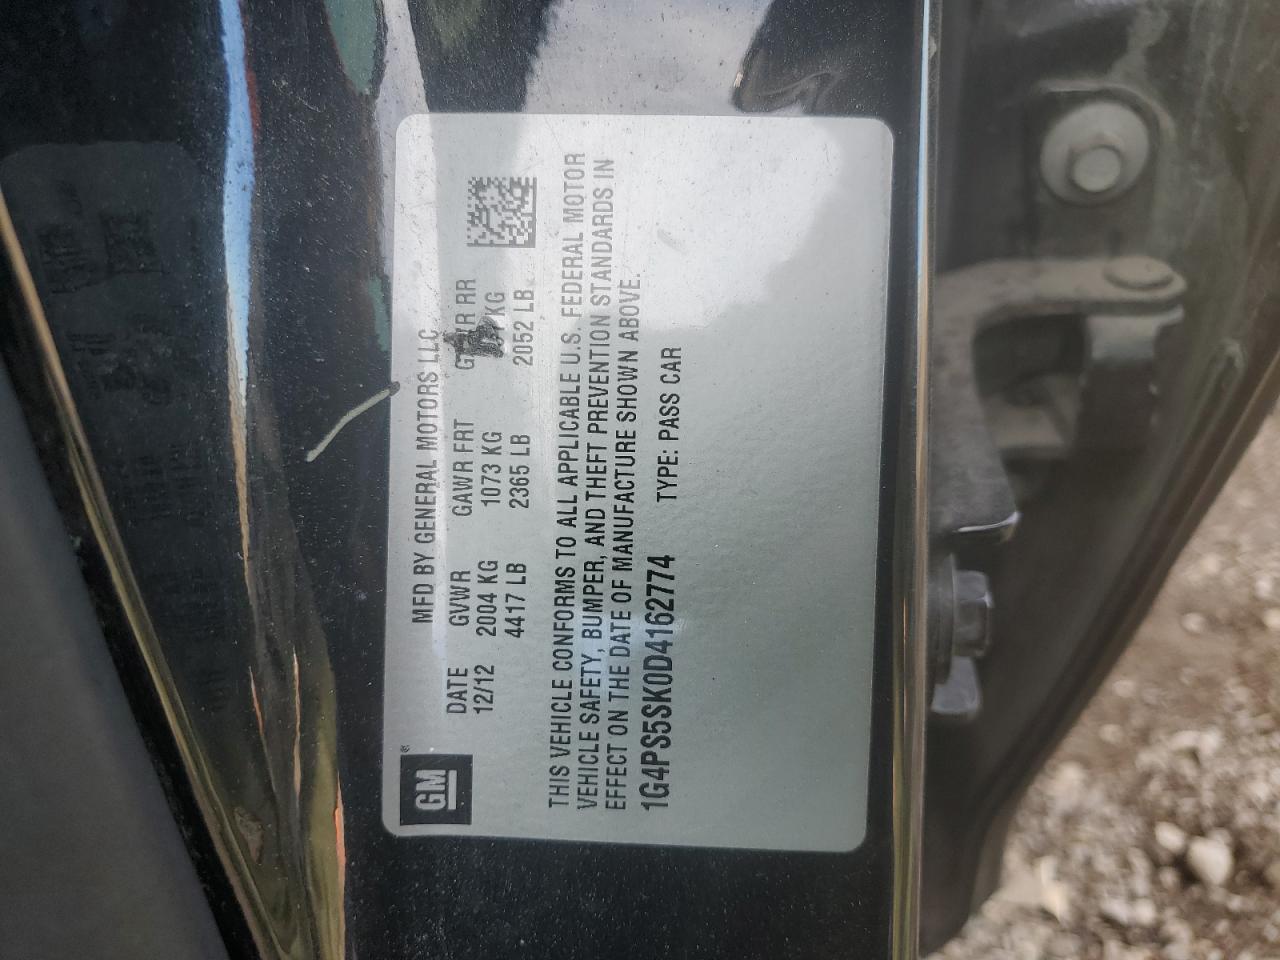 GM®
MFD BY GENERAL MOTORS LLC
DATE GVWR GAWR FRT RR
12/12 2004 KG 1073 KG KG
4417 LB 2365 LB 2052 LB
THIS VEHICLE CONFORMS TO ALL APPLICABLE U.S. FEDERAL MOTOR
VEHICLE SAFETY, BUMPER, AND THEFT PREVENTION STANDARDS IN
EFFECT ON THE DATE OF MANUFACTURE SHOWN ABOVE.
1G4PS5SK0D4162774 TYPE: PASS CAR